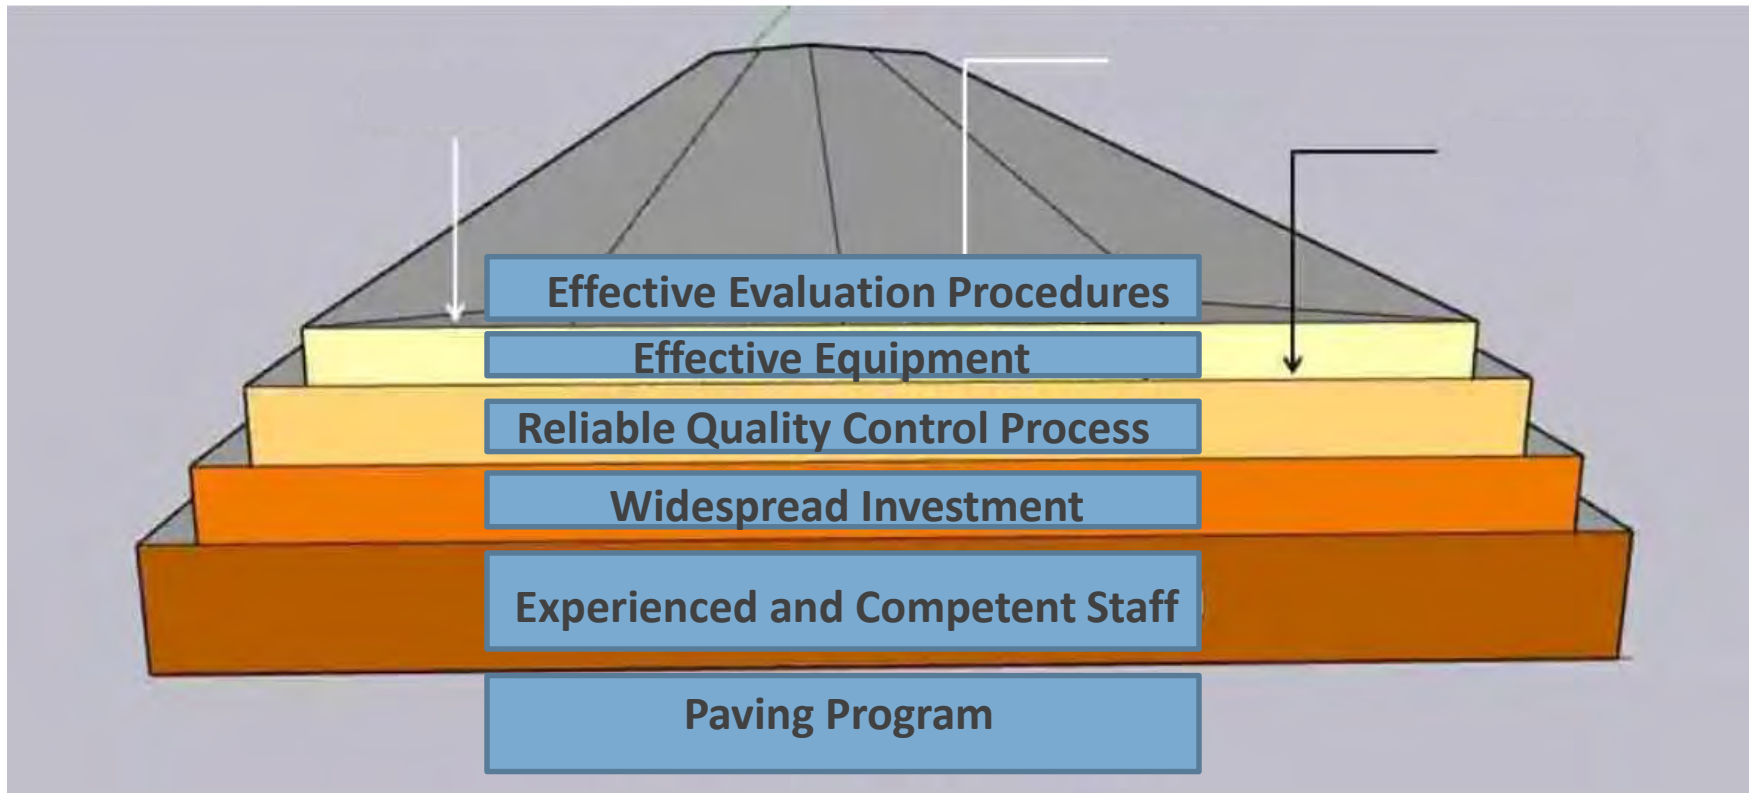 Effective Evaluation Procedures
Effective Equipment
Reliable Quality Control Process
Widespread Investment
Experienced and Competent Staff
Paving Program